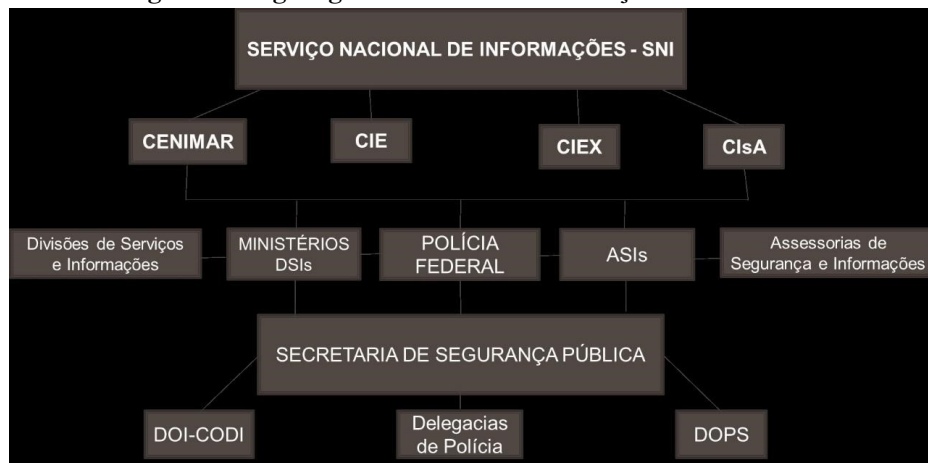 SERVIÇO NACIONAL DE INFORMAÇÕES - SNI
CENIMAR
CIE
CIEX
CIsA
Divisões de Serviços
e Informações
MINISTÉRIOS
DSIs
POLÍCIA
FEDERAL
ASIs
Assessorias de
Segurança e Informações
SECRETARIA DE SEGURANÇA PÚBLICA
DOI-CODI
Delegacias
de Polícia
DOPS